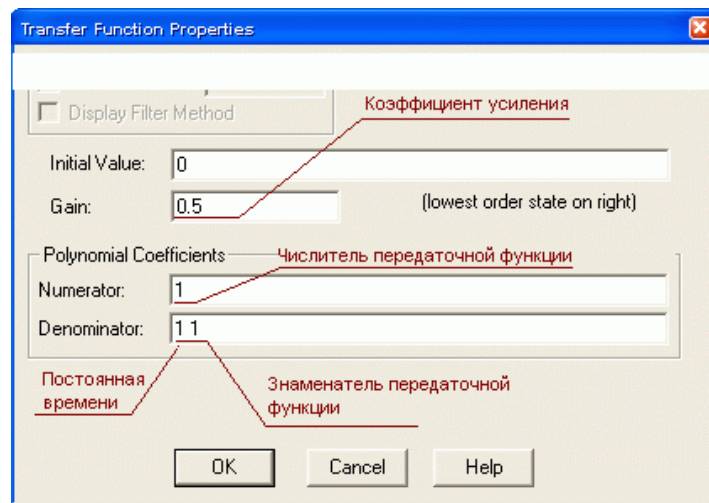 Transfer Function Properties
Display Filter Method
Коэффициент усиления
Initial Value: 0
Gain: 0.5 (lowest order state on right)
Polynomial Coefficients Числитель передаточной функции
Numerator: 1
Denominator: 1 1
Постоянная
времени
Знаменатель передаточной
функции
OK Cancel Help